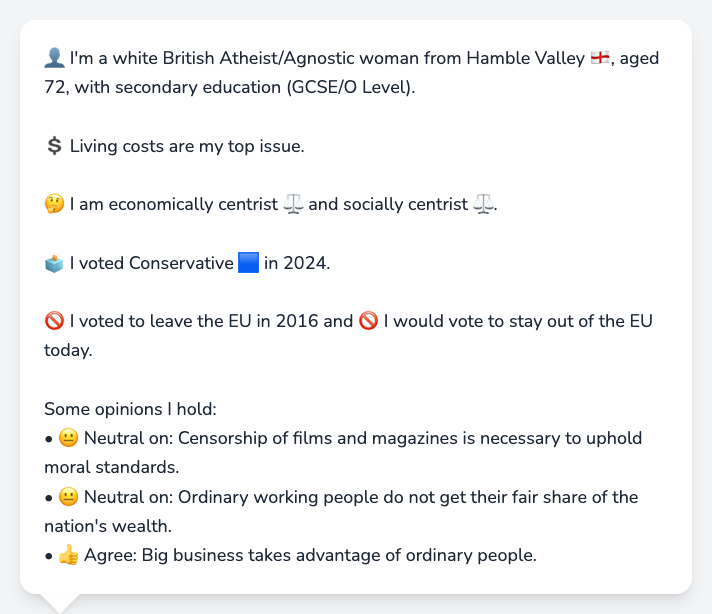 👤 I'm a white British Atheist/Agnostic woman from Hamble Valley 🏴󠁧󠁢󠁥󠁮󠁧󠁿, aged
72, with secondary education (GCSE/O Level).
💲 Living costs are my top issue.
🤔 I am economically centrist ⚖️ and socially centrist ⚖️.
🗳️ I voted Conservative 🟦 in 2024.
🚫 I voted to leave the EU in 2016 and 🚫 I would vote to stay out of the EU
today.
Some opinions I hold:
• 😐 Neutral on: Censorship of films and magazines is necessary to uphold
moral standards.
• 😐 Neutral on: Ordinary working people do not get their fair share of the
nation's wealth.
• 👍 Agree: Big business takes advantage of ordinary people.